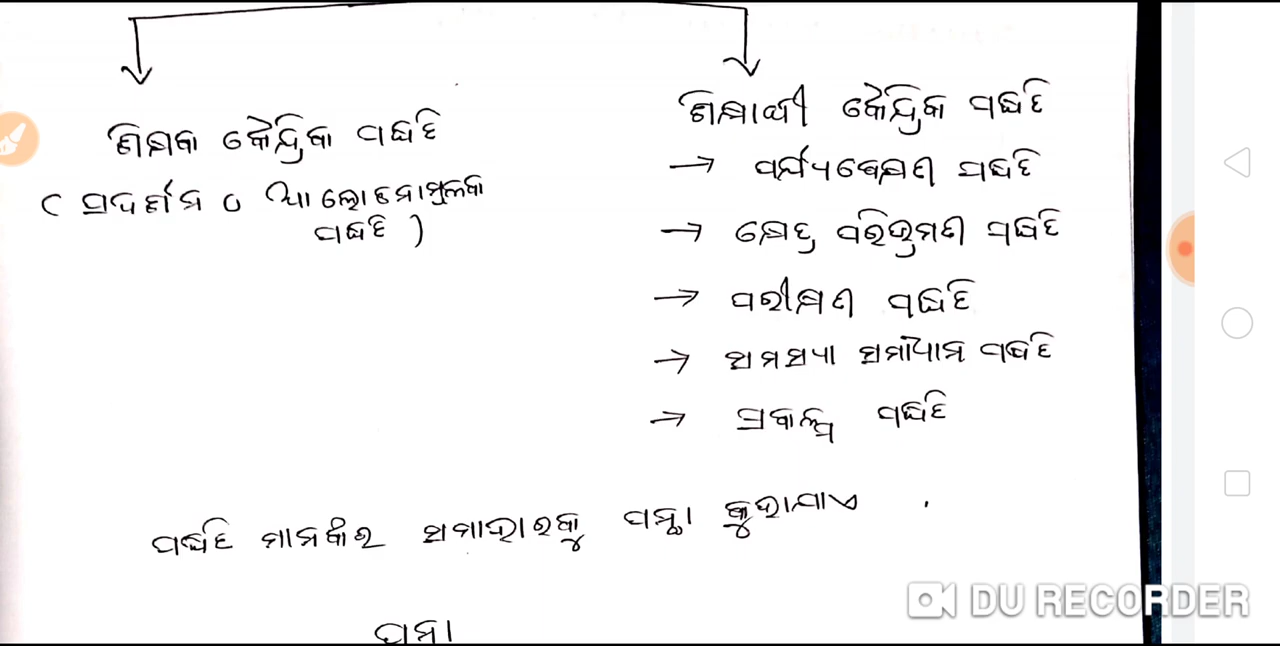 ଶିକ୍ଷକ କୈନ୍ଦ୍ରିକ ପଦ୍ଧତି
( ପ୍ରଦର୍ଶନ ଓ ଆଲୋଚନାମୂଳକ
ପଦ୍ଧତି )
ଶିକ୍ଷାର୍ଥୀ କୈନ୍ଦ୍ରିକ ପଦ୍ଧତି
→ ପର୍ଯ୍ୟବେକ୍ଷଣ ପଦ୍ଧତି
→ କ୍ଷେତ୍ର ପରିଭ୍ରମଣ ପଦ୍ଧତି
→ ପରୀକ୍ଷଣ ପଦ୍ଧତି
→ ସମସ୍ୟା ସମାଧାନ ପଦ୍ଧତି
→ ପ୍ରକଳ୍ପ ପଦ୍ଧତି
ପଦ୍ଧତି ମାନଙ୍କର ସମାହାରକୁ ପନ୍ଥା କୁହାଯାଏ .
ପନ୍ଥା
DU RECORDER